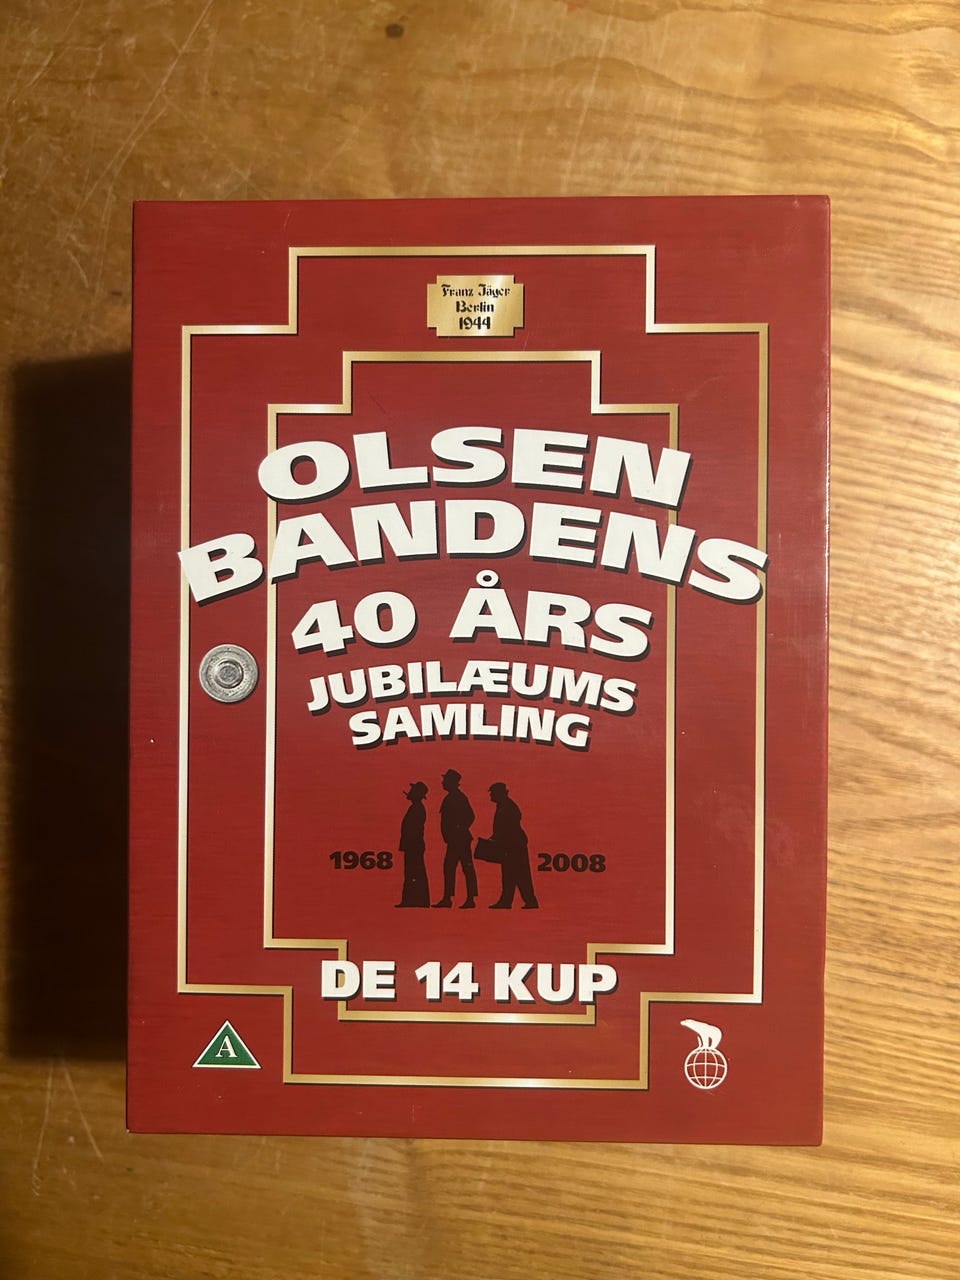 Franz Jäger
Berlin
1944
OLSEN
BANDENS
40 ÅRS
JUBILÆUMS
SAMLING
1968 2008
DE 14 KUP
A